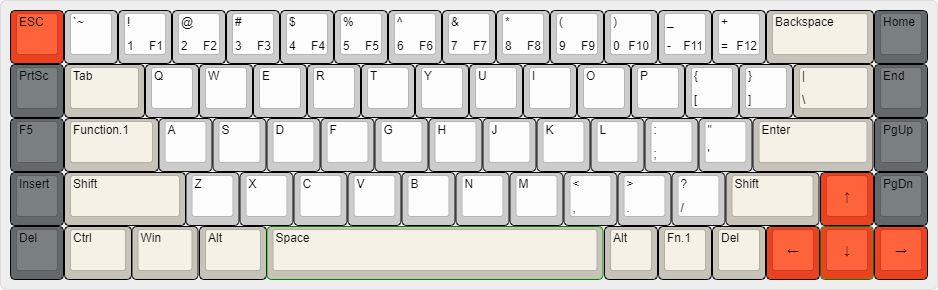 ESC `~ ! @ # $ % ^ & * ( ) _ + Backspace Home
1 F1 2 F2 3 F3 4 F4 5 F5 6 F6 7 F7 8 F8 9 F9 0 F10 - F11 = F12
PrtSc Tab Q W E R T Y U I O P { } | End
[ ] \
F5 Function.1 A S D F G H J K L : " Enter PgUp
; '
Insert Shift Z X C V B N M < > ? Shift ↑ PgDn
, . /
Del Ctrl Win Alt Space Alt Fn.1 Del ← ↓ →